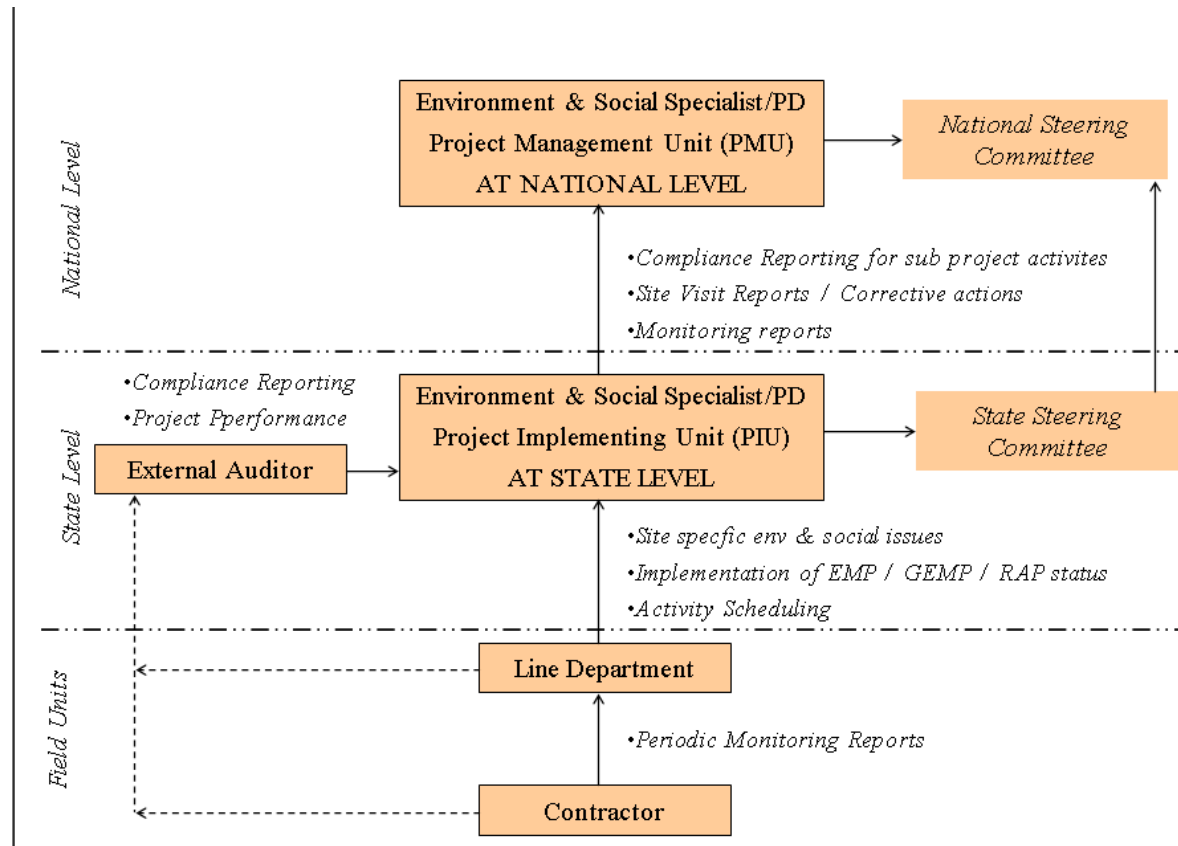 National Level
Environment & Social Specialist/PD
Project Management Unit (PMU)
AT NATIONAL LEVEL
National Steering
Committee
•Compliance Reporting for sub project activites
•Site Visit Reports / Corrective actions
•Monitoring reports
State Level
•Compliance Reporting
•Project Pperformance
External Auditor
Environment & Social Specialist/PD
Project Implementing Unit (PIU)
AT STATE LEVEL
State Steering
Committee
•Site specfic env & social issues
•Implementation of EMP / GEMP / RAP status
•Activity Scheduling
Field Units
Line Department
•Periodic Monitoring Reports
Contractor